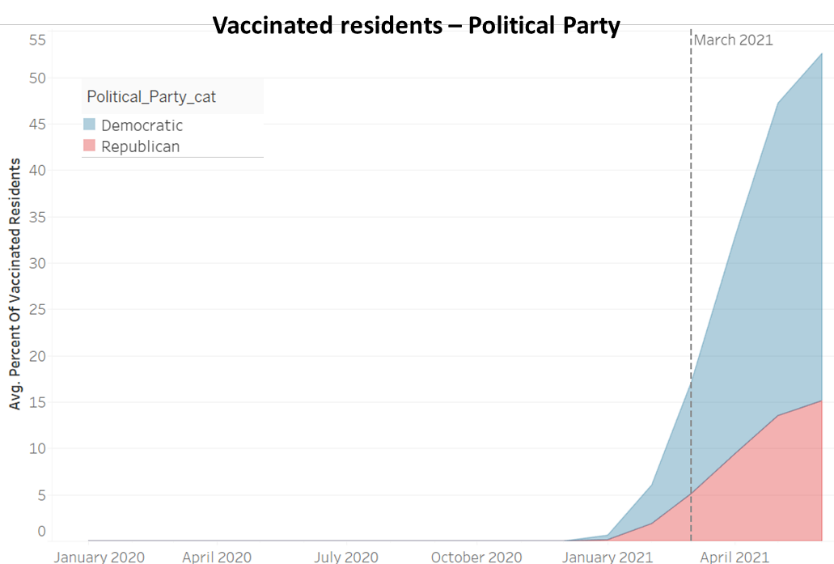 Vaccinated residents – Political Party
March 2021
Political_Party_cat
Democratic
Republican
Avg. Percent Of Vaccinated Residents
55
50
45
40
35
30
25
20
15
10
5
0
January 2020 April 2020 July 2020 October 2020 January 2021 April 2021